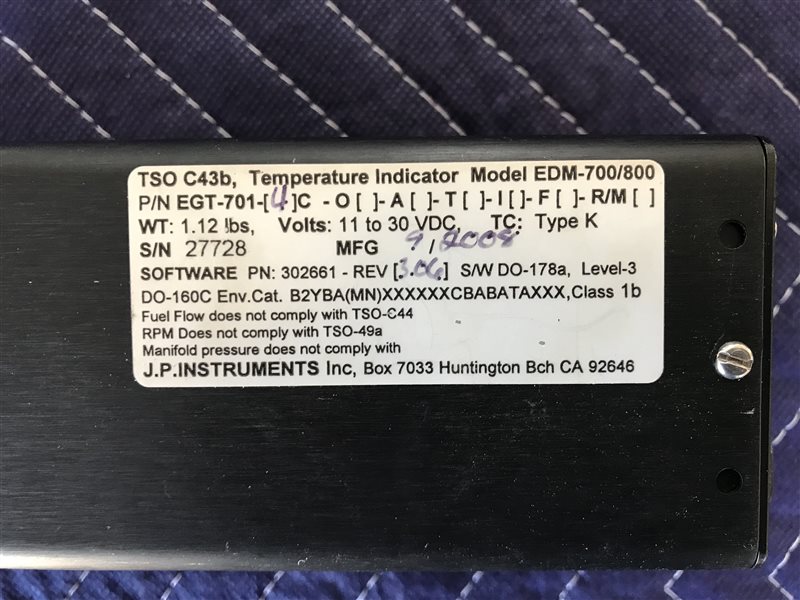 TSO C43b, Temperature Indicator Model EDM-700/800
P/N EGT-701-[4]C - O [ ]- A [ ]- T [ ]- I [ ]- F [ ]- R/M [ ]
WT: 1.12 lbs, Volts: 11 to 30 VDC, TC: Type K
S/N 27728 MFG 9/2008
SOFTWARE PN: 302661 - REV [3.06] S/W DO-178a, Level-3
DO-160C Env.Cat. B2YBA(MN)XXXXXXCBABATAXXX,Class 1b
Fuel Flow does not comply with TSO-C44
RPM Does not comply with TSO-49a
Manifold pressure does not comply with
J.P.INSTRUMENTS Inc, Box 7033 Huntington Bch CA 92646